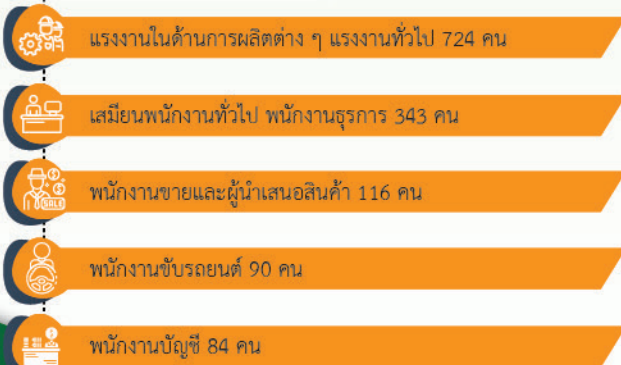 แรงงานในด้านการผลิตต่าง ๆ แรงงานทั่วไป 724 คน
เสมียนพนักงานทั่วไป พนักงานธุรการ 343 คน
พนักงานขายและผู้นำเสนอสินค้า 116 คน
SOLD
พนักงานขับรถยนต์ 90 คน
พนักงานบัญชี 84 คน